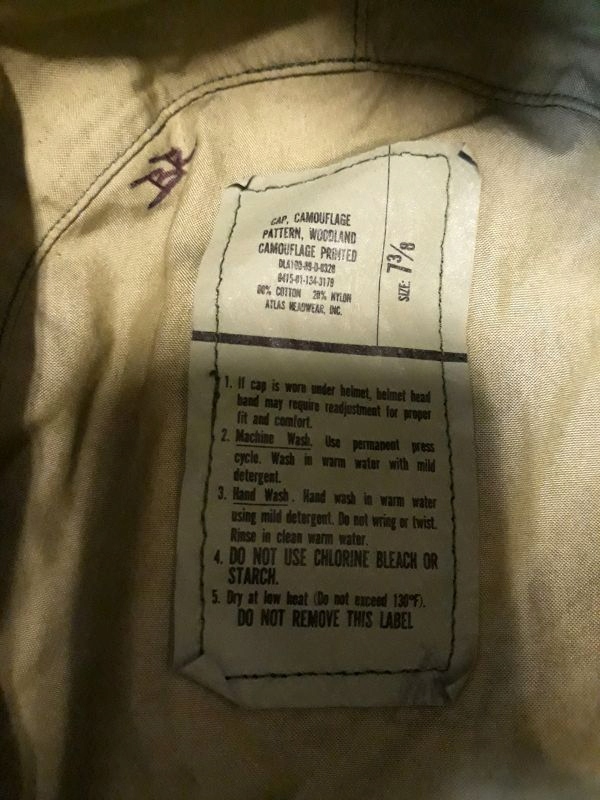 CAP, CAMOUFLAGE
PATTERN, WOODLAND
CAMOUFLAGE PRINTED
8415-01-134-3179
80% COTTON 20% NYLON
ATLAS HEADWEAR, INC.
SIZE: 7 3/8
1. If cap is worn under helmet, helmet head
band may require readjustment for proper
fit and comfort.
2. Machine Wash. Use permanent press
cycle. Wash in warm water with mild
detergent.
3. Hand Wash. Hand wash in warm water
using mild detergent. Do not wring or twist.
Rinse in clean warm water.
4. DO NOT USE CHLORINE BLEACH OR
STARCH.
5. Dry at low heat (Do not exceed 130°F).
DO NOT REMOVE THIS LABEL